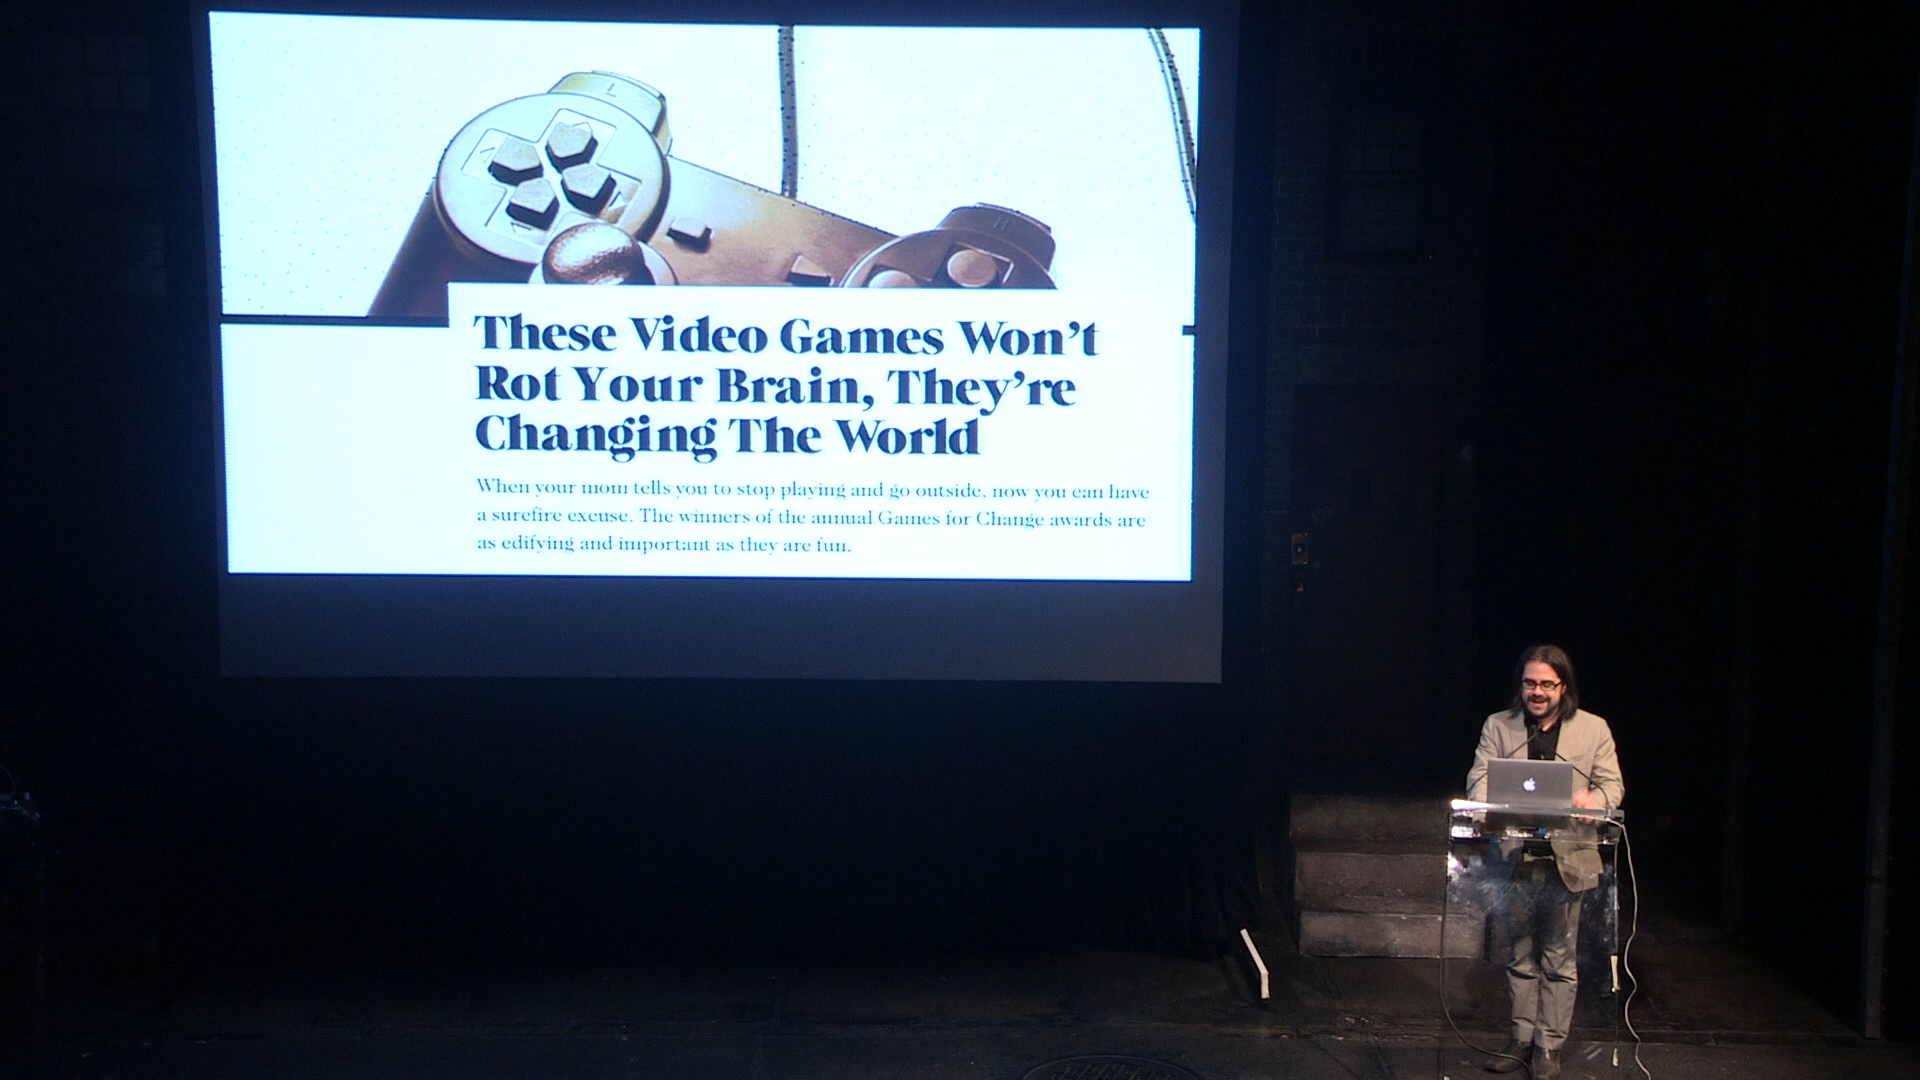 L
These Video Games Won't
Rot Your Brain, They're
Changing The World
When your mom tells you to stop playing and go outside, now you can have
a surefire excuse. The winners of the annual Games for Change awards are
as edifying and important as they are fun.